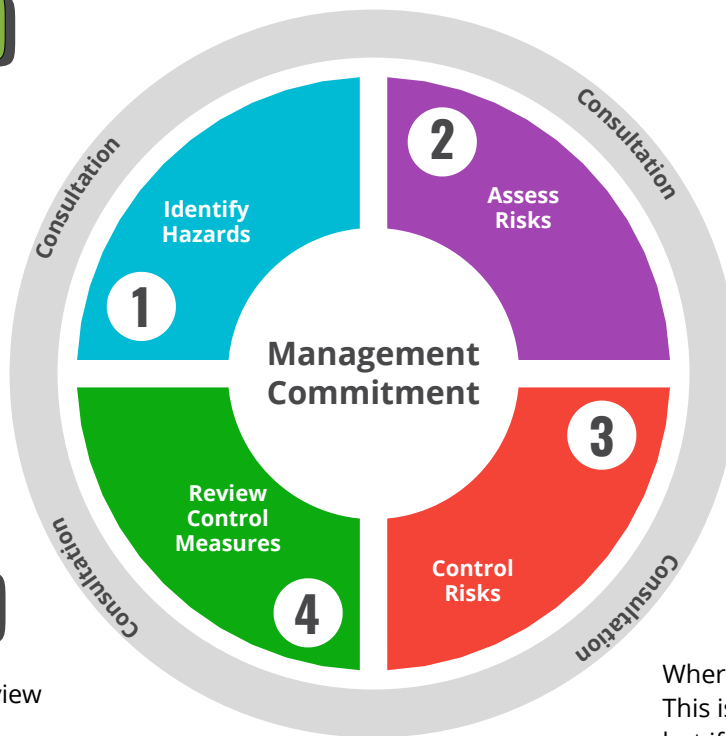 Consultation
Consultation
2
Assess
Risks
Identify
Hazards
1
Management
Commitment
3
Review
Control
Measures
Control
Risks
4
Consultation
Consultation
Wher
This is
view